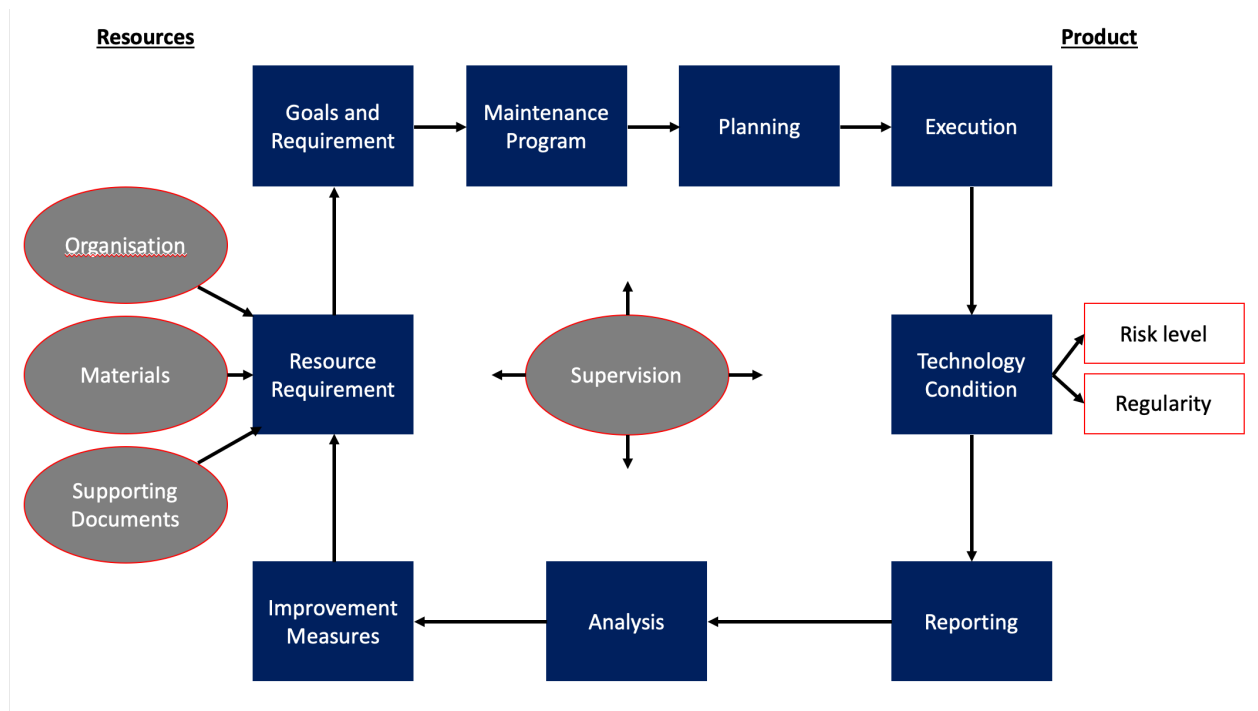 Resources
Product
Goals and
Requirement
Maintenance
Program
Planning
Execution
Organisation
Materials
Supporting
Documents
Resource
Requirement
Supervision
Technology
Condition
Risk level
Regularity
Improvement
Measures
Analysis
Reporting